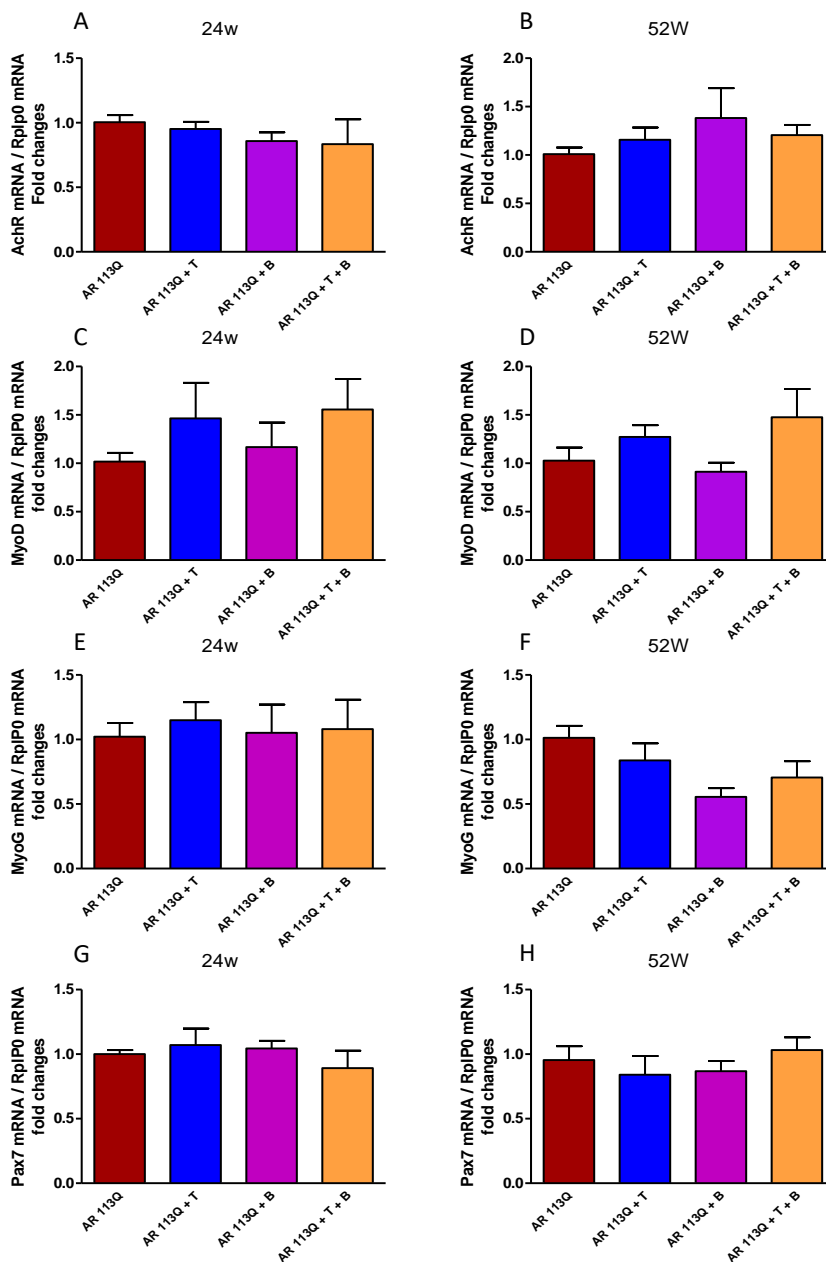 A
24w
AchR mRNA / Rplp0 mRNA
Fold changes
1.5
1.0
0.5
0.0
AR 113Q
AR 113Q + T
AR 113Q + B
AR 113Q + T + B
B
52W
AchR mRNA / Rplp0 mRNA
Fold changes
2.0
1.5
1.0
0.5
0.0
AR 113Q
AR 113Q + T
AR 113Q + B
AR 113Q + T + B
C
24w
MyoD mRNA / RplP0 mRNA
fold changes
2.0
1.5
1.0
0.5
0.0
AR 113Q
AR 113Q + T
AR 113Q + B
AR 113Q + T + B
D
52W
MyoD mRNA / RplP0 mRNA
fold changes
2.0
1.5
1.0
0.5
0.0
AR 113Q
AR 113Q + T
AR 113Q + B
AR 113Q + T + B
E
24w
MyoG mRNA / RplP0 mRNA
fold changes
1.5
1.0
0.5
0.0
AR 113Q
AR 113Q + T
AR 113Q + B
AR 113Q + T + B
F
52W
MyoG mRNA / RplP0 mRNA
fold changes
1.5
1.0
0.5
0.0
AR 113Q
AR 113Q + T
AR 113Q + B
AR 113Q + T + B
G
24w
Pax7 mRNA / RplP0 mRNA
fold changes
1.5
1.0
0.5
0.0
AR 113Q
AR 113Q + T
AR 113Q + B
AR 113Q + T + B
H
52W
Pax7 mRNA / RplP0 mRNA
fold changes
1.5
1.0
0.5
0.0
AR 113Q
AR 113Q + T
AR 113Q + B
AR 113Q + T + B